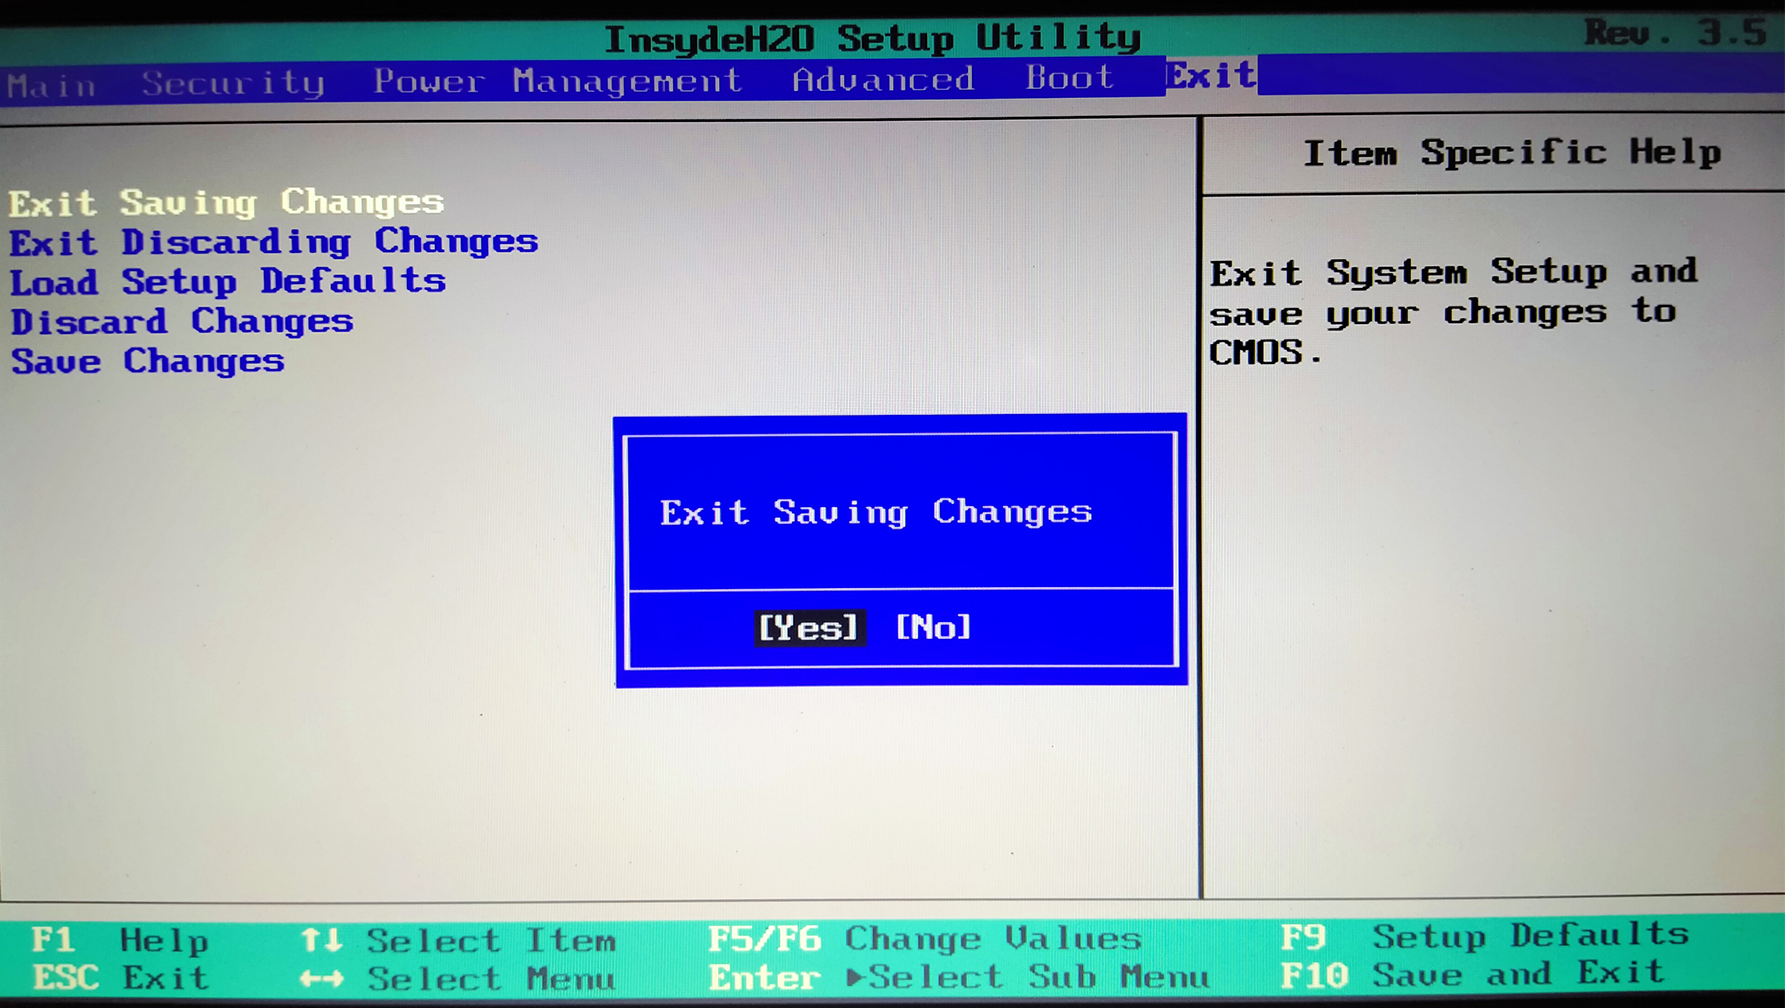 InsydeH2O Setup Utility Rev. 3.5
Main Security Power Management Advanced Boot Exit
Exit Saving Changes
Exit Discarding Changes
Load Setup Defaults
Discard Changes
Save Changes
Item Specific Help
Exit System Setup and
save your changes to
CMOS.
Exit Saving Changes
[Yes] [No]
F1 Help ↑↓ Select Item F5/F6 Change Values F9 Setup Defaults
ESC Exit ←→ Select Menu Enter ▶Select Sub Menu F10 Save and Exit